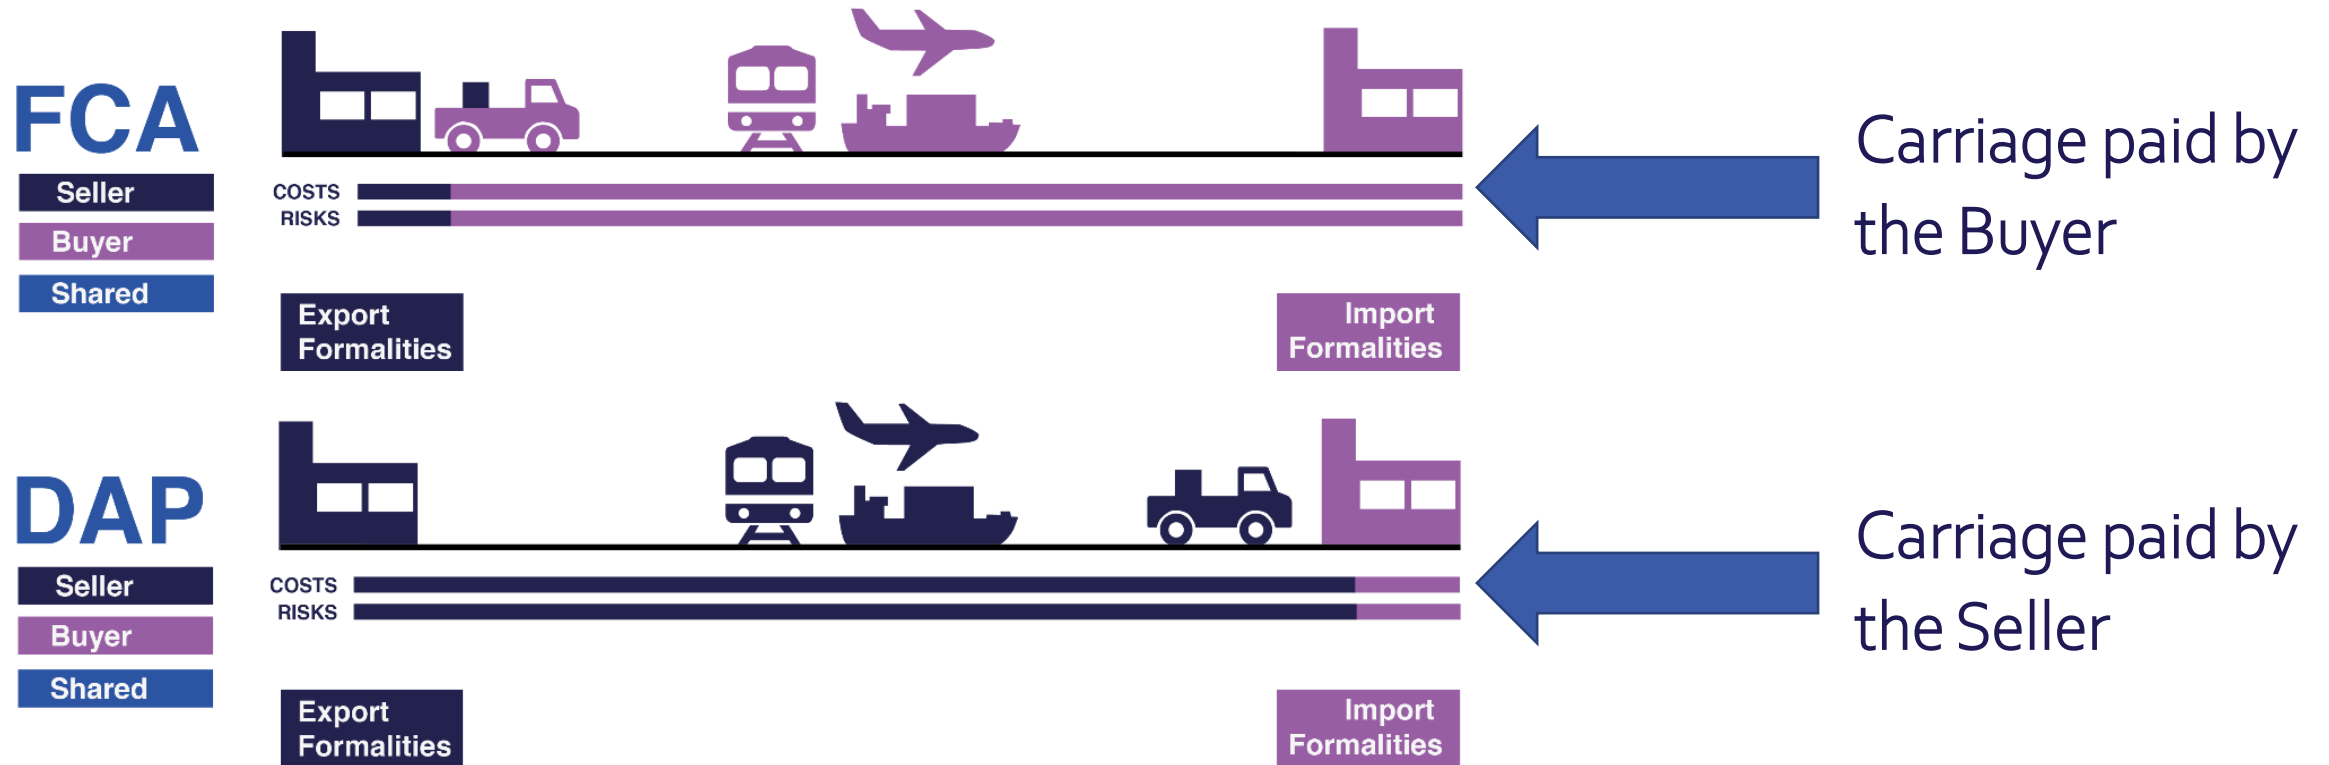 FCA
Seller
Buyer
Shared
COSTS
RISKS
Export
Formalities
Import
Formalities
Carriage paid by
the Buyer
DAP
Seller
Buyer
Shared
COSTS
RISKS
Export
Formalities
Import
Formalities
Carriage paid by
the Seller